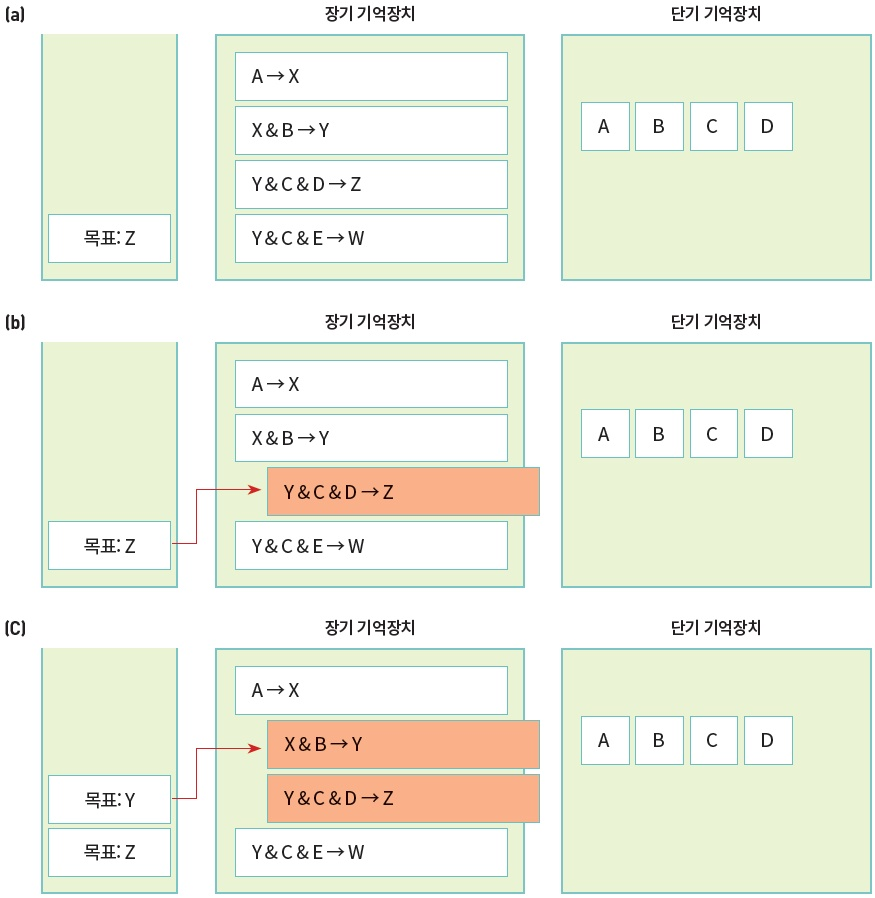 (a)
장기 기억장치
단기 기억장치
A → X
X & B → Y
Y & C & D → Z
Y & C & E → W
목표: Z
A B C D
(b)
장기 기억장치
단기 기억장치
A → X
X & B → Y
Y & C & D → Z
Y & C & E → W
목표: Z
A B C D
(C)
장기 기억장치
단기 기억장치
A → X
X & B → Y
Y & C & D → Z
Y & C & E → W
목표: Y
목표: Z
A B C D